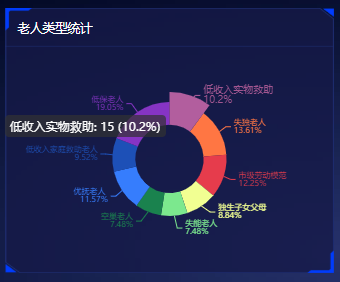 老人类型统计
低收入实物救助
10.2%
低保老人
19.05%
低收入实物救助: 15 (10.2%)
失独老人
13.61%
低收入家庭救助老人
9.52%
市级劳动模范
12.25%
优抚老人
11.57%
独生子女父母
8.84%
空巢老人
7.48%
失能老人
7.48%